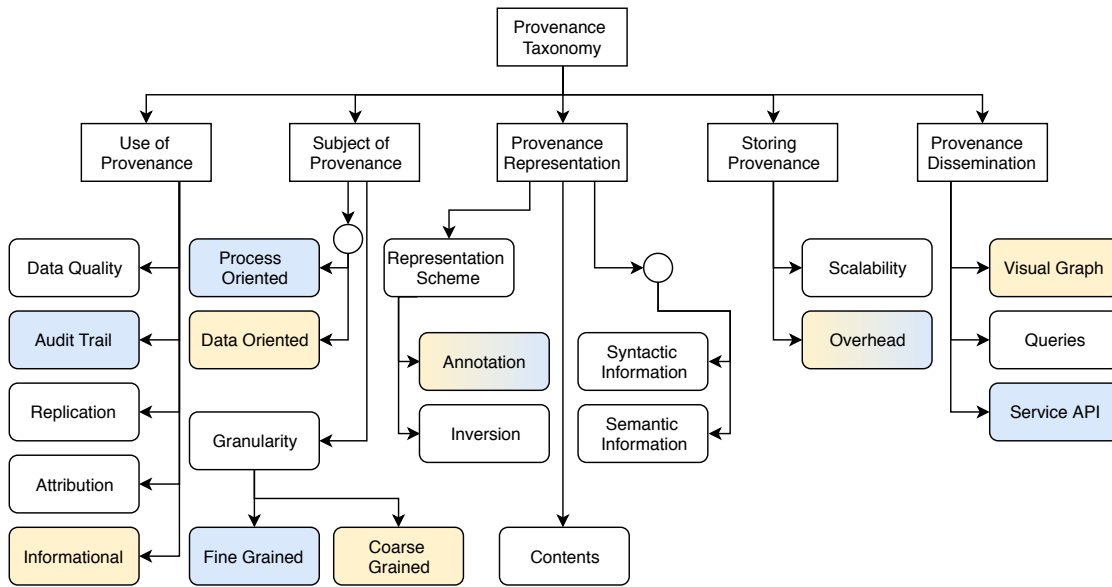 Provenance
Taxonomy
Use of
Provenance
Subject of
Provenance
Provenance
Representation
Storing
Provenance
Provenance
Dissemination
Data Quality
Process
Oriented
Representation
Scheme
Scalability
Visual Graph
Audit Trail
Data Oriented
Annotation
Syntactic
Information
Overhead
Queries
Replication
Granularity
Inversion
Semantic
Information
Service API
Attribution
Informational
Fine Grained
Coarse
Grained
Contents